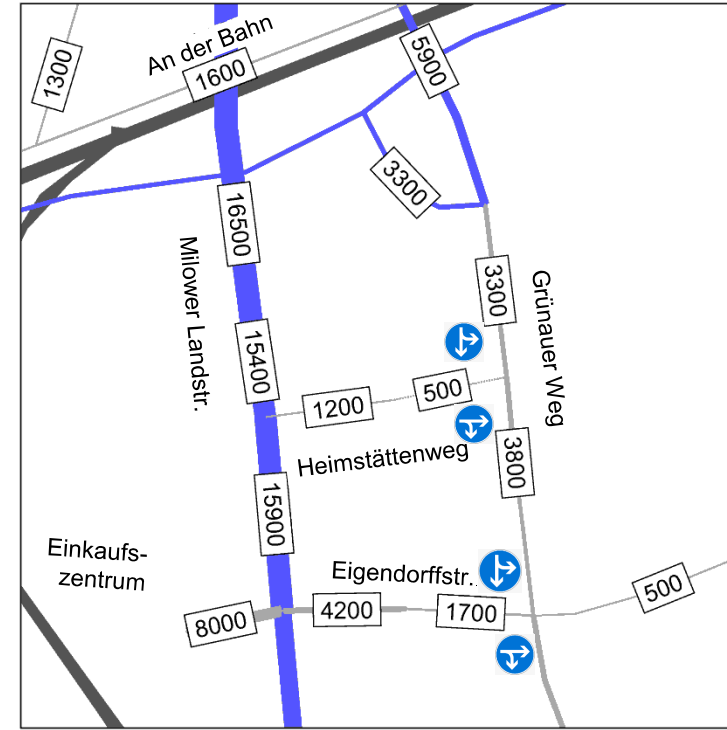 An der Bahn
5900
1300
1600
3300
16500
Milower Landstr.
3300
Grünauer Weg
15400
1200
500
Heimstättenweg
3800
15900
Einkaufs-
zentrum
Eigendorffstr..
500
8000
4200
1700